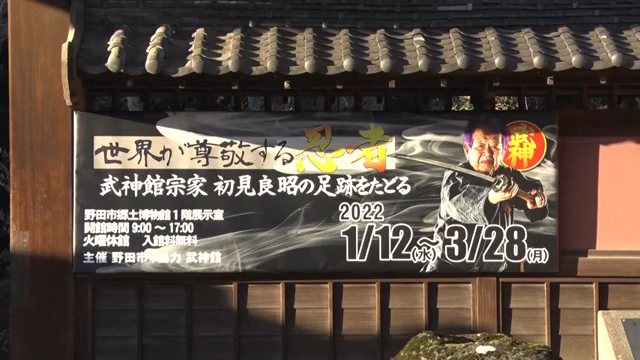 世界が尊敬する 忍者
武神館宗家 初見良昭の足跡をたどる
野田市郷土博物館1階展示室
開館時間 9:00~17:00
火曜休館 入館料無料
主催 野田市 協力 武神館
2022
1/12(水)~3/28(月)